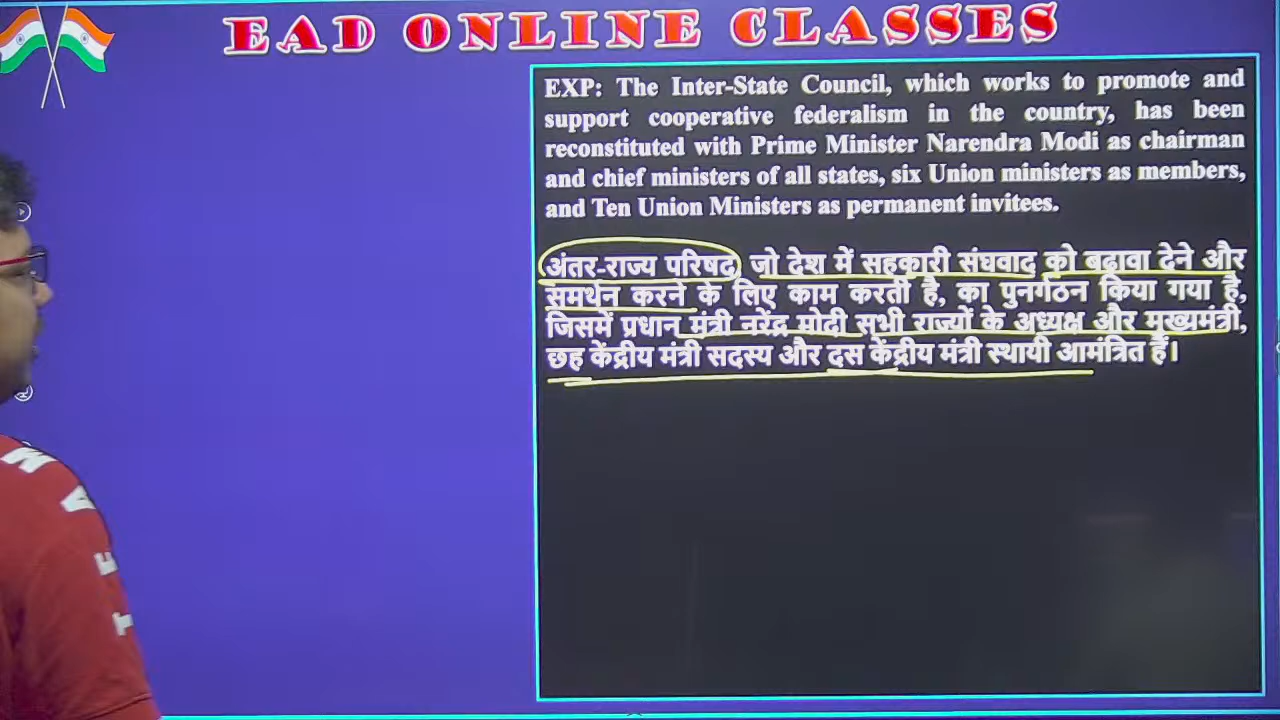 EAD ONLINE CLASSES
EXP: The Inter-State Council, which works to promote and
support cooperative federalism in the country, has been
reconstituted with Prime Minister Narendra Modi as chairman
and chief ministers of all states, six Union ministers as members,
and Ten Union Ministers as permanent invitees.
अंतर-राज्य परिषद जो देश में सहकारी संघवाद को बढ़ावा देने और
समर्थन करने के लिए काम करती है, का पुनर्गठन किया गया है,
जिसमें प्रधान मंत्री नरेंद्र मोदी सभी राज्यों के अध्यक्ष और मुख्यमंत्री,
छह केंद्रीय मंत्री सदस्य और दस केंद्रीय मंत्री स्थायी आमंत्रित हैं।